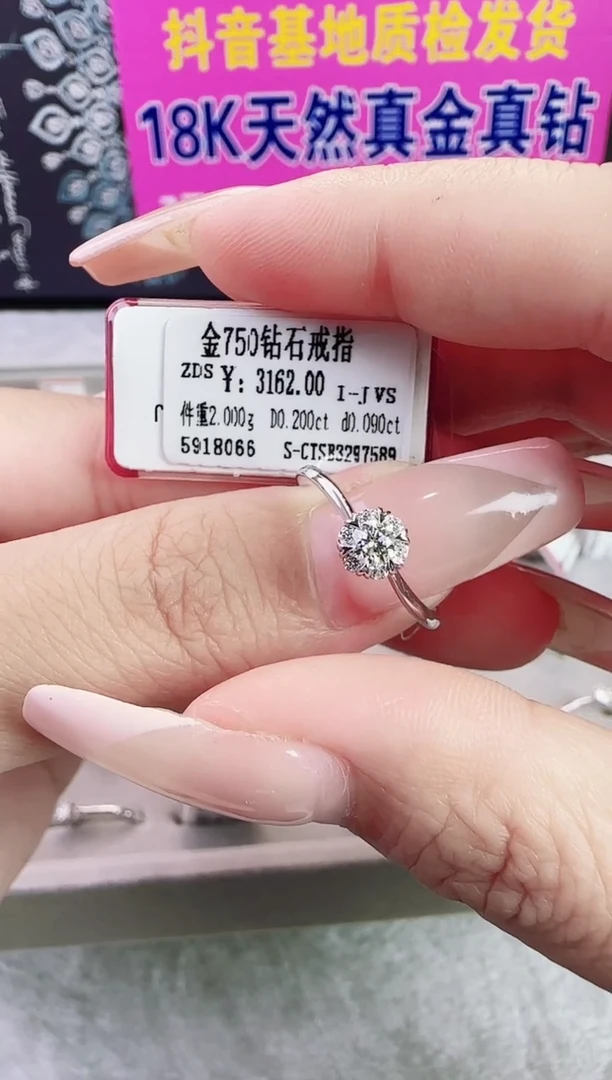 抖音基地质检发货
18K天然真金真钻
金750钻石戒指
ZDS ¥: 3162.00 I-J VS
件重2.000g D0.200ct d0.090ct
5918066 S-CTSB3297589